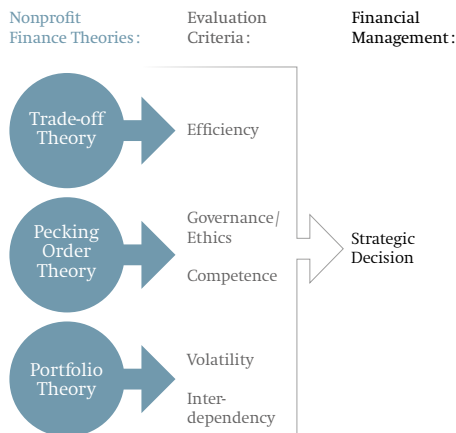 Nonprofit
Finance Theories:
Evaluation
Criteria:
Financial
Management:
Trade-off
Theory
Efficiency
Pecking
Order
Theory
Governance/
Ethics
Competence
Strategic
Decision
Portfolio
Theory
Volatility
Inter-
dependency